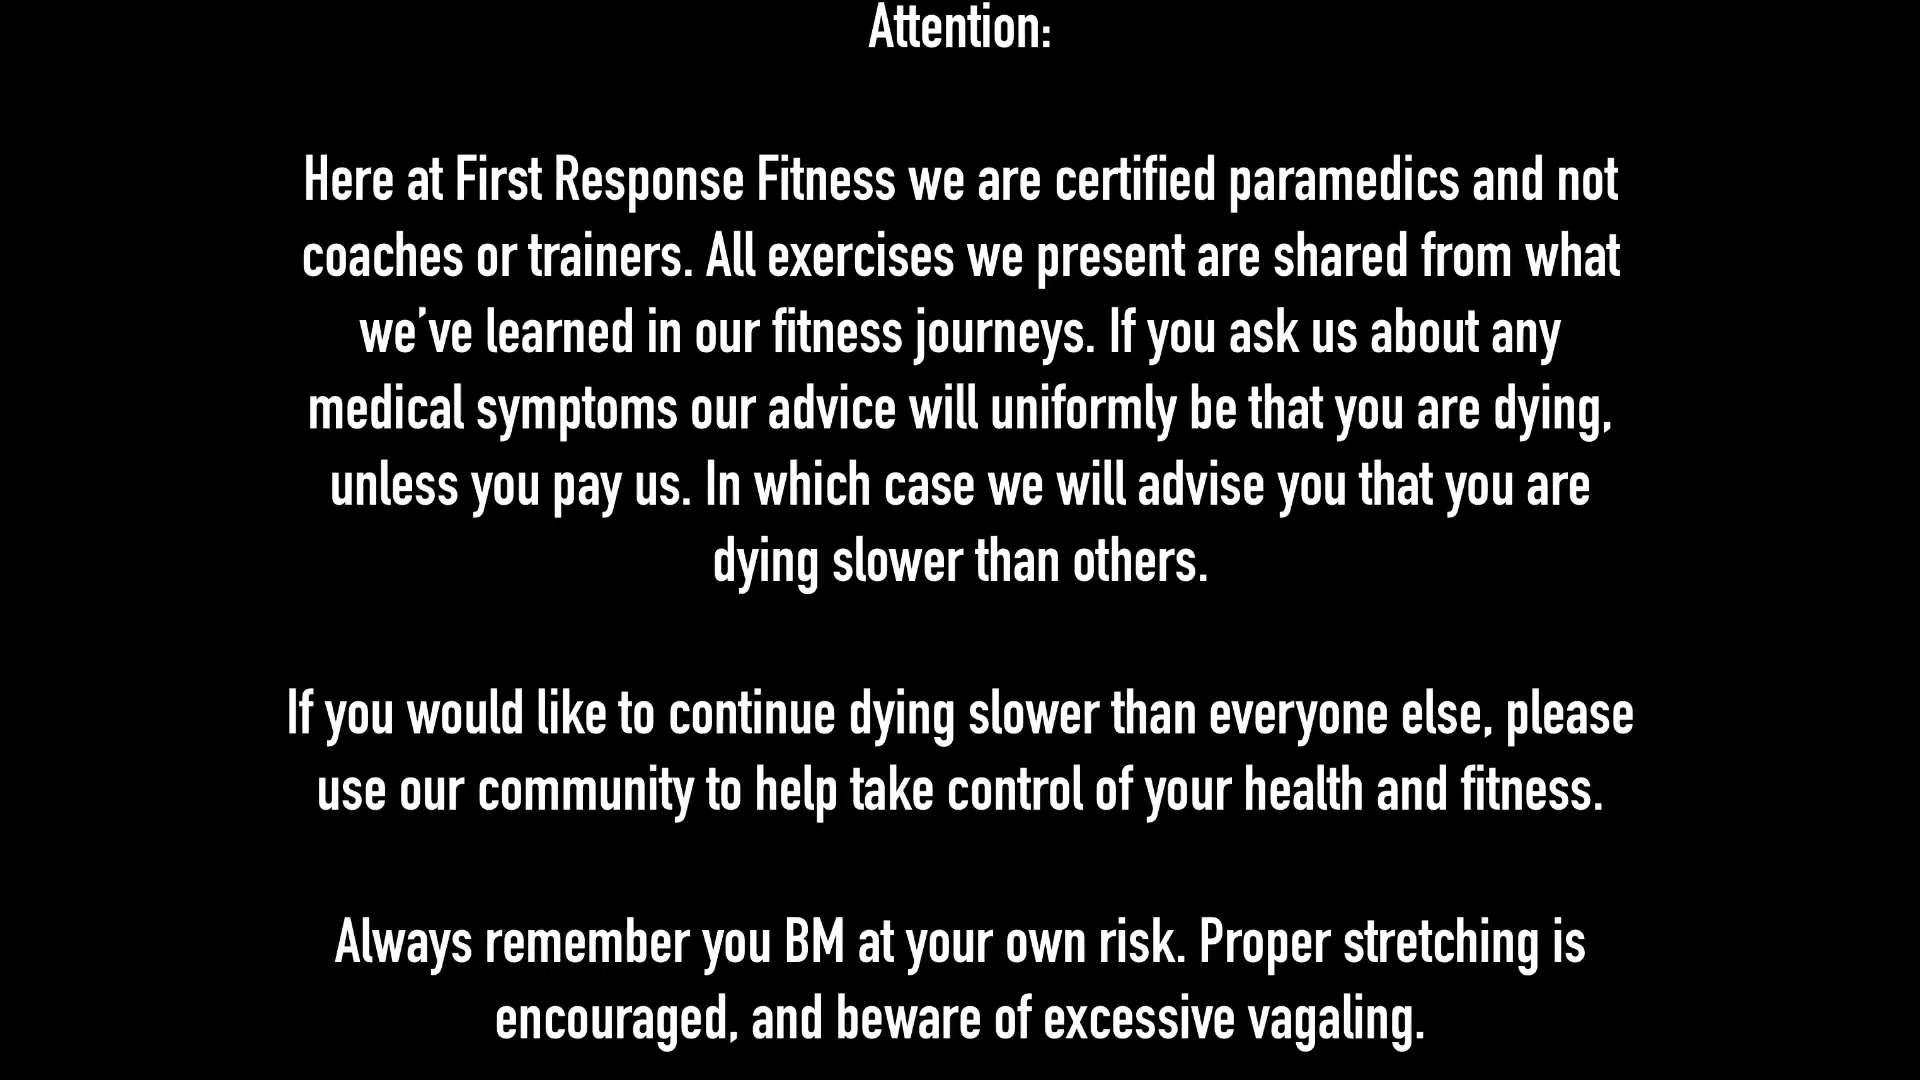 Attention:
Here at First Response Fitness we are certified paramedics and not
coaches or trainers. All exercises we present are shared from what
we’ve learned in our fitness journeys. If you ask us about any
medical symptoms our advice will uniformly be that you are dying,
unless you pay us. In which case we will advise you that you are
dying slower than others.
If you would like to continue dying slower than everyone else, please
use our community to help take control of your health and fitness.
Always remember you BM at your own risk. Proper stretching is
encouraged, and beware of excessive vagaling.